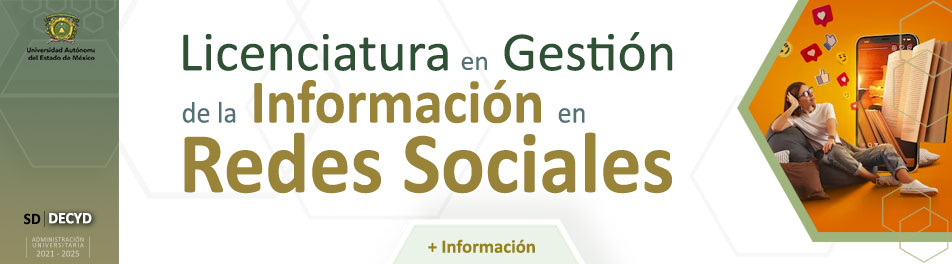 Universidad Autónoma
del Estado de México
Licenciatura en Gestión
de la Información en
Redes Sociales
SD | DECYD
ADMINISTRACIÓN
UNIVERSITARIA
2021 - 2025
+ Información